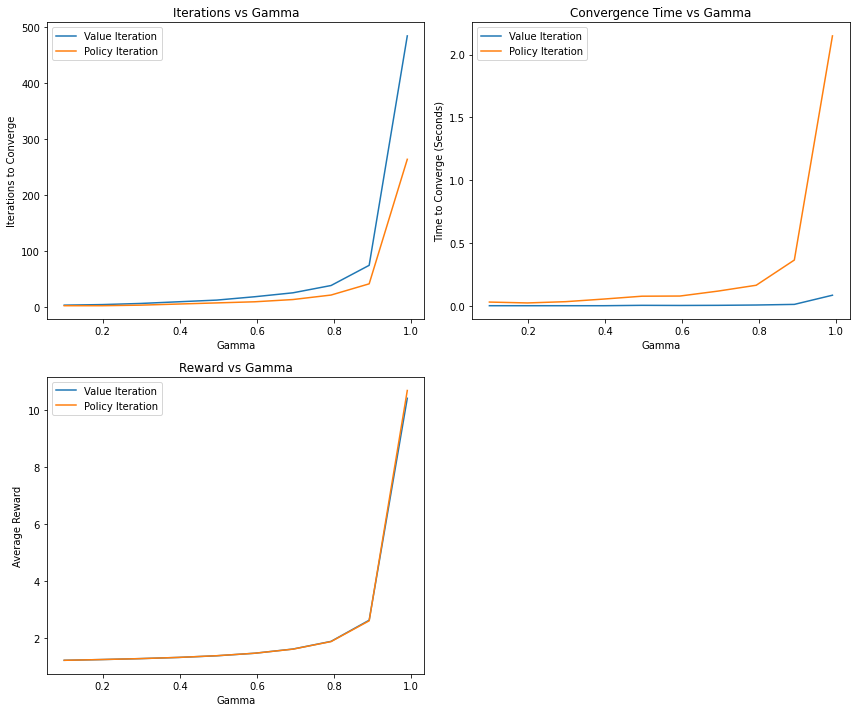 Iterations vs Gamma
Value Iteration
Policy Iteration
500
400
300
200
100
0
Iterations to Converge
0.2 0.4 0.6 0.8 1.0
Gamma
Convergence Time vs Gamma
Value Iteration
Policy Iteration
2.0
1.5
1.0
0.5
0.0
Time to Converge (Seconds)
0.2 0.4 0.6 0.8 1.0
Gamma
Reward vs Gamma
Value Iteration
Policy Iteration
10
8
6
4
2
Average Reward
0.2 0.4 0.6 0.8 1.0
Gamma